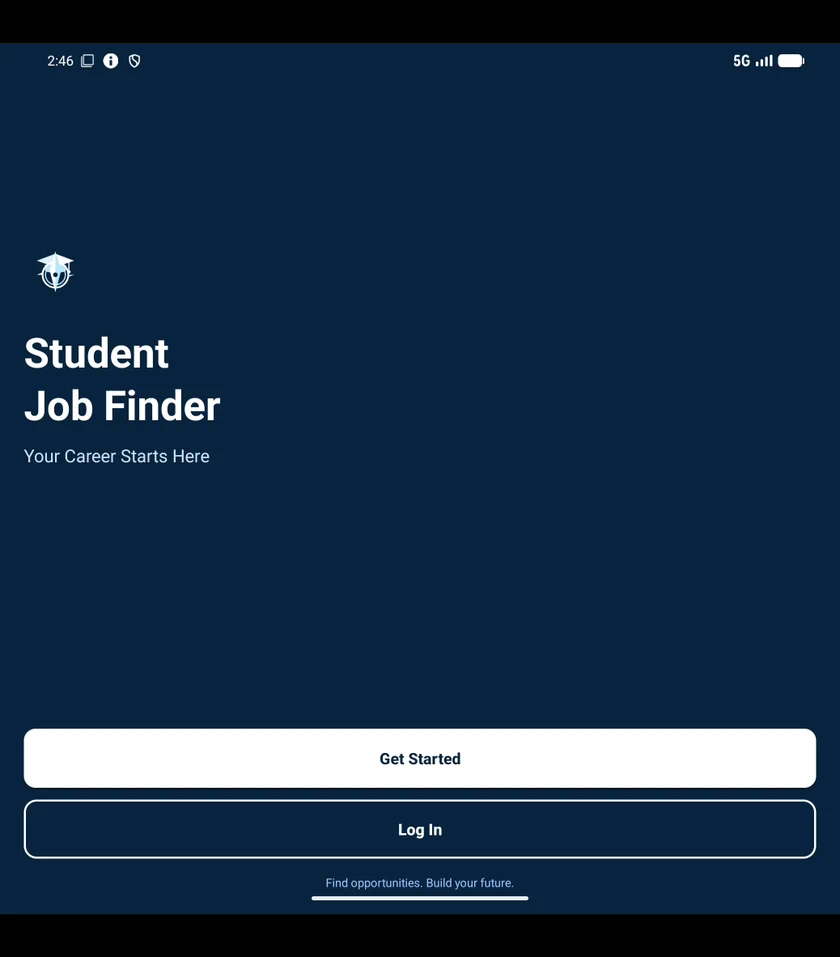 2:46
5G
Student
Job Finder
Your Career Starts Here
Get Started
Log In
Find opportunities. Build your future.